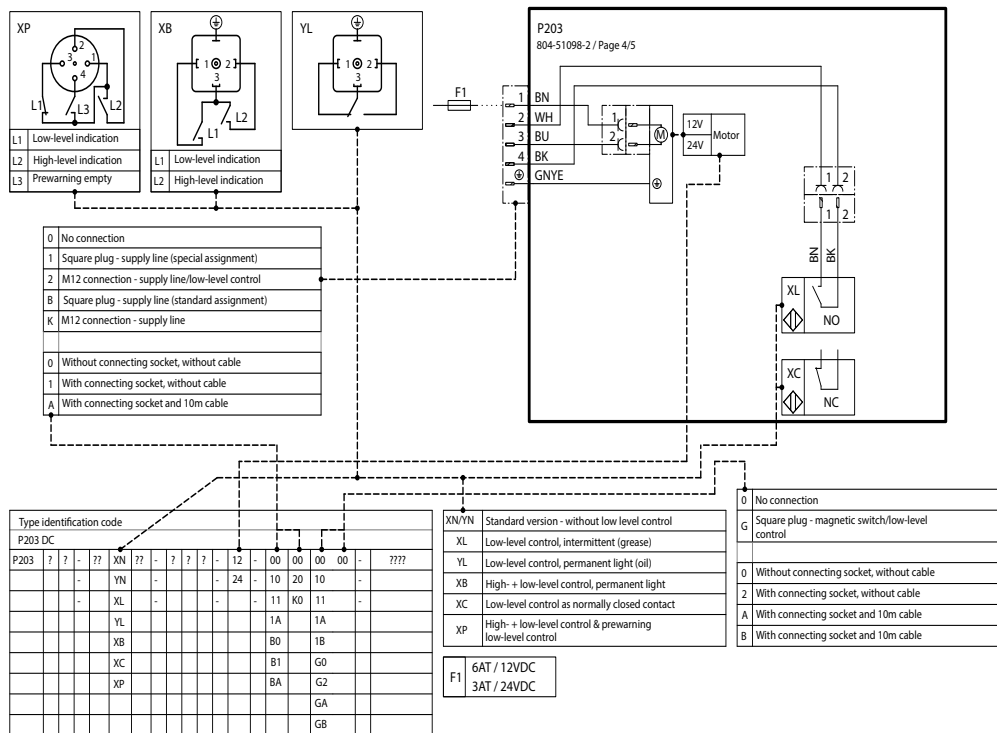 XP
2
3
1
4
L1
L3
L2
L1 Low-level indication
L2 High-level indication
L3 Prewarning empty
XB
1 2
3
L1
L2
L1 Low-level indication
L2 High-level indication
YL
1 2
3
F1
P203
804-51098-2 / Page 4/5
1 BN
2 WH
3 BU
4 BK
GNYE
1
2
M
12V
24V
Motor
1 2
1 2
BN
BK
XL
NO
XC
NC
0 No connection
1 Square plug - supply line (special assignment)
2 M12 connection - supply line/low-level control
B Square plug - supply line (standard assignment)
K M12 connection - supply line
0 Without connecting socket, without cable
1 With connecting socket, without cable
A With connecting socket and 10m cable
Type identification code
P203 DC
P203 ? ? - ?? XN ?? - ? ? ? - 12 - 00 00 00 00 - ????
- YN - - 24 - 10 20 10 -
- XL - - - 11 K0 11 -
YL 1A 1A
XB B0 1B
XC B1 G0
XP BA G2
GA
GB
XN/YN Standard version - without low level control
XL Low-level control, intermittent (grease)
YL Low-level control, permanent light (oil)
XB High- + low-level control, permanent light
XC Low-level control as normally closed contact
XP High- + low-level control & prewarning
low-level control
F1 6AT / 12VDC
3AT / 24VDC
0 No connection
G Square plug - magnetic switch/low-level
control
0 Without connecting socket, without cable
2 With connecting socket, without cable
A With connecting socket and 10m cable
B With connecting socket and 10m cable